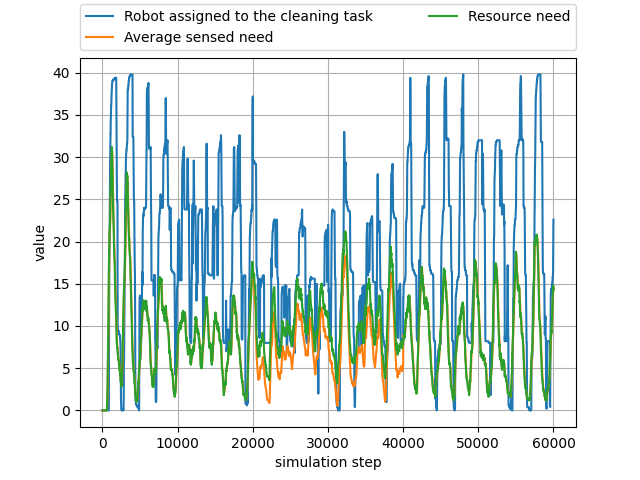 Robot assigned to the cleaning task
Average sensed need
Resource need
value
40
35
30
25
20
15
10
5
0
0 10000 20000 30000 40000 50000 60000
simulation step